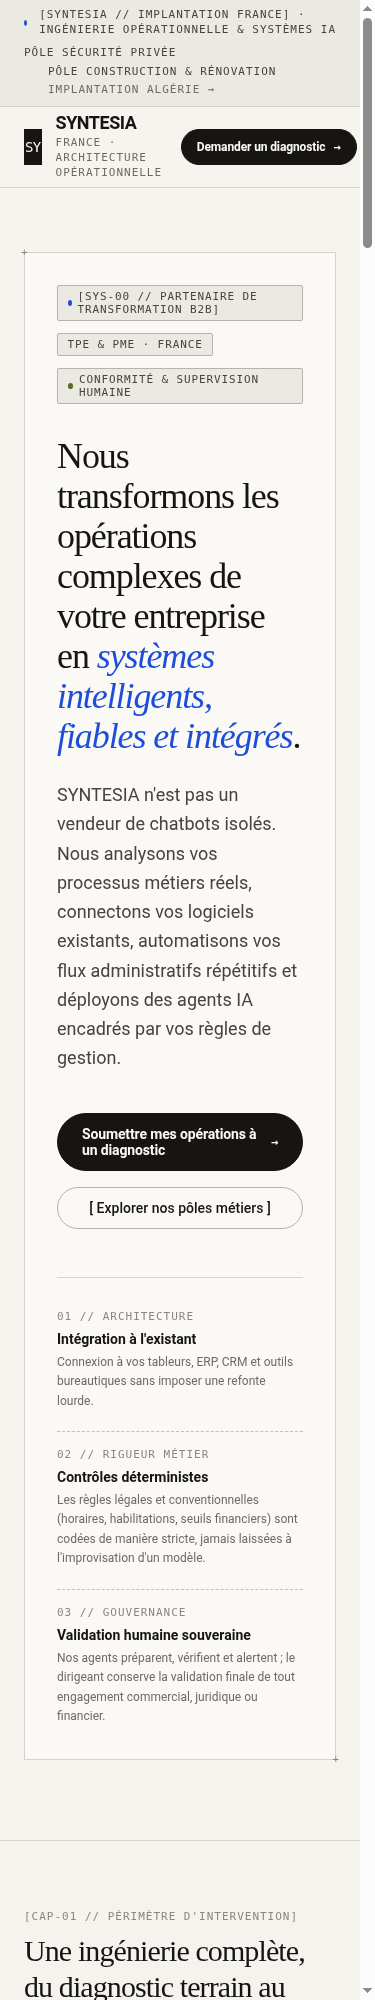 [SYNTESIA // IMPLANTATION FRANCE] ·
INGÉNIERIE OPÉRATIONNELLE & SYSTÈMES IA
PÔLE SÉCURITÉ PRIVÉE
PÔLE CONSTRUCTION & RÉNOVATION
IMPLANTATION ALGÉRIE →
SY
SYNTESIA
FRANCE ·
ARCHITECTURE
OPÉRATIONNELLE
Demander un diagnostic →
[SYS-00 // PARTENAIRE DE
TRANSFORMATION B2B]
TPE & PME · FRANCE
CONFORMITÉ & SUPERVISION
HUMAINE
Nous
transformons les
opérations
complexes de
votre entreprise
en systèmes
intelligents,
fiables et intégrés.
SYNTESIA n'est pas un
vendeur de chatbots isolés.
Nous analysons vos
processus métiers réels,
connectons vos logiciels
existants, automatisons vos
flux administratifs répétitifs et
déployons des agents IA
encadrés par vos règles de
gestion.
Soumettre mes opérations à
un diagnostic →
[ Explorer nos pôles métiers ]
01 // ARCHITECTURE
Intégration à l'existant
Connexion à vos tableurs, ERP, CRM et outils
bureautiques sans imposer une refonte
lourde.
02 // RIGUEUR MÉTIER
Contrôles déterministes
Les règles légales et conventionnelles
(horaires, habilitations, seuils financiers) sont
codées de manière stricte, jamais laissées à
l'improvisation d'un modèle.
03 // GOUVERNANCE
Validation humaine souveraine
Nos agents préparent, vérifient et alertent ; le
dirigeant conserve la validation finale de tout
engagement commercial, juridique ou
financier.
[CAP-01 // PÉRIMÈTRE D'INTERVENTION]
Une ingénierie complète,
du diagnostic terrain au